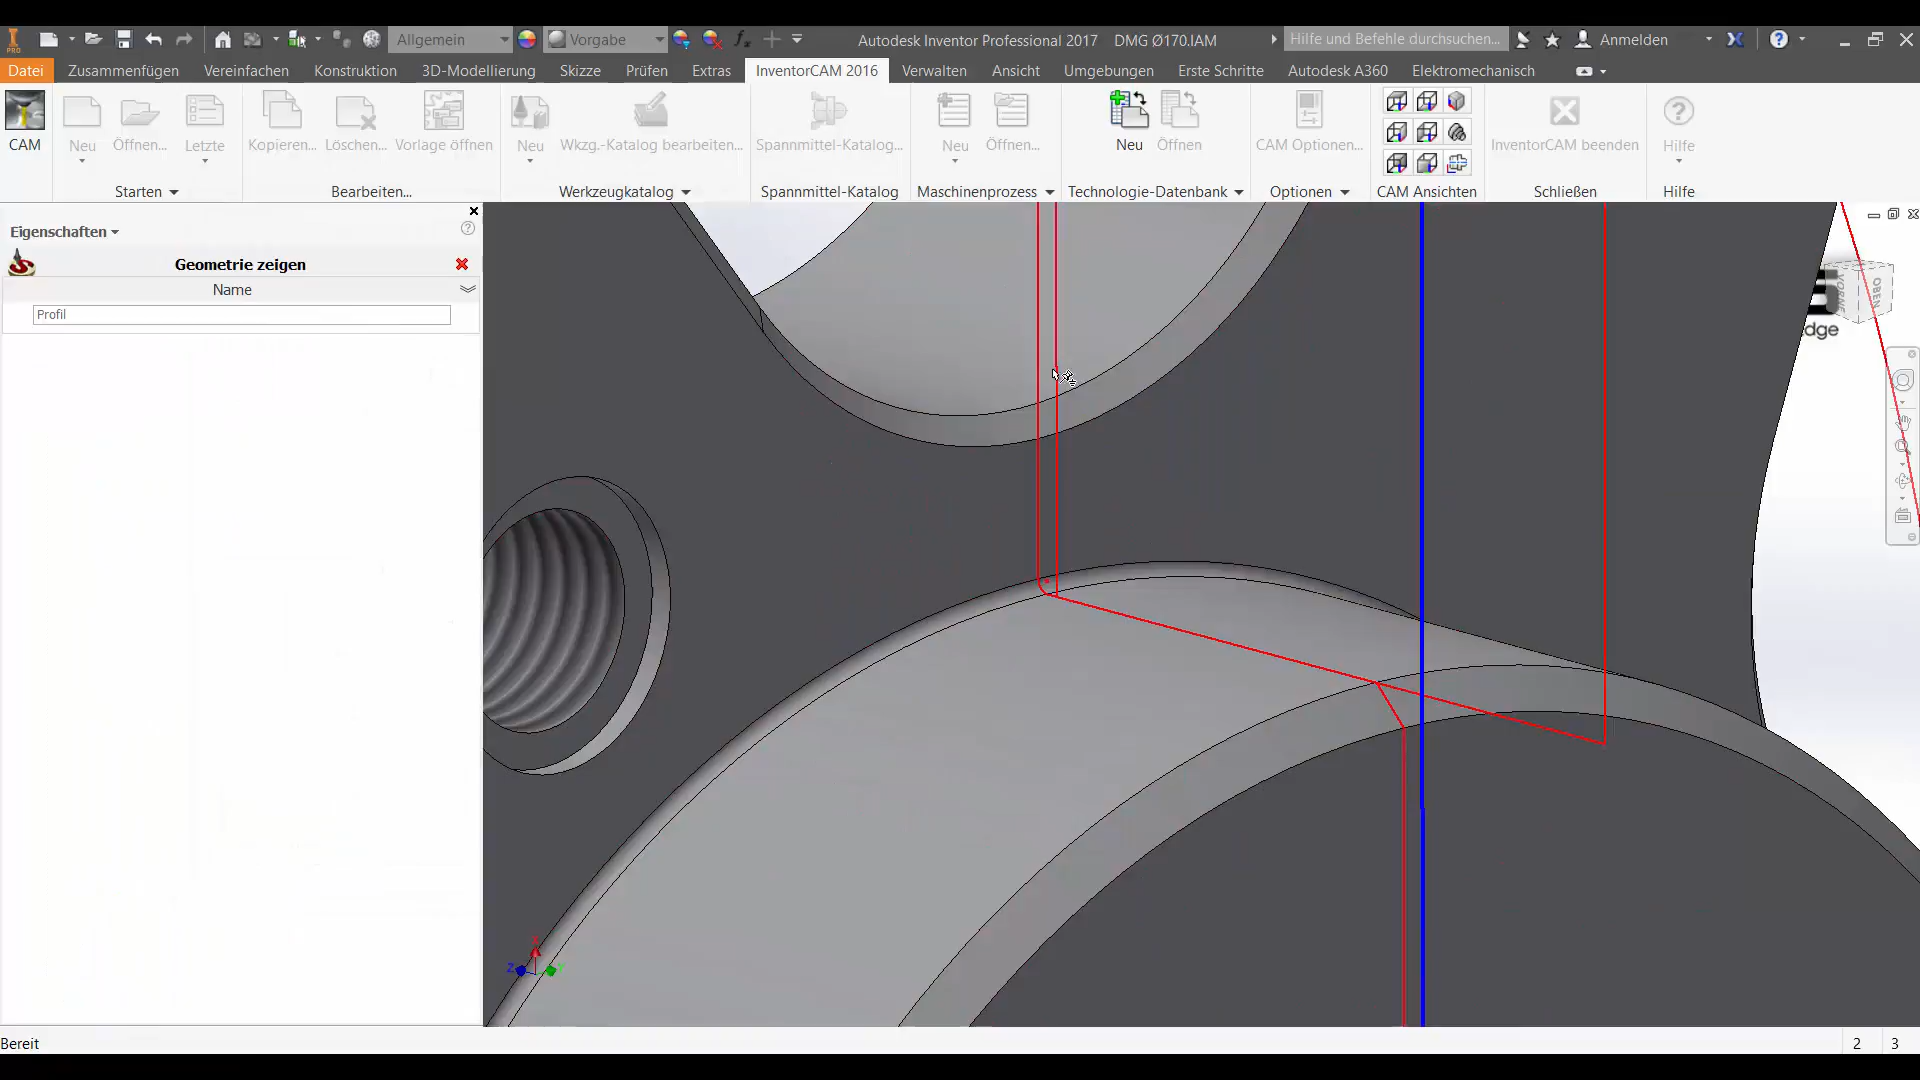 PRO
Allgemein
Vorgabe
Autodesk Inventor Professional 2017 DMG Ø170.IAM
Hilfe und Befehle durchsuchen...
Anmelden
Datei
Zusammenfügen
Vereinfachen
Konstruktion
3D-Modellierung
Skizze
Prüfen
Extras
InventorCAM 2016
Verwalten
Ansicht
Umgebungen
Erste Schritte
Autodesk A360
Elektromechanisch
CAM
Neu
Öffnen...
Letzte
Kopieren...
Löschen...
Vorlage öffnen
Neu
Wkzg.-Katalog bearbeiten...
Spannmittel-Katalog...
Neu
Öffnen...
Neu
Öffnen
CAM Optionen...
InventorCAM beenden
Hilfe
Starten
Bearbeiten...
Werkzeugkatalog
Spannmittel-Katalog
Maschinenprozess
Technologie-Datenbank
Optionen
CAM Ansichten
Schließen
Hilfe
Eigenschaften
Geometrie zeigen
Name
Profil
VORNE
OBEN
dge
Z
Bereit
2 3